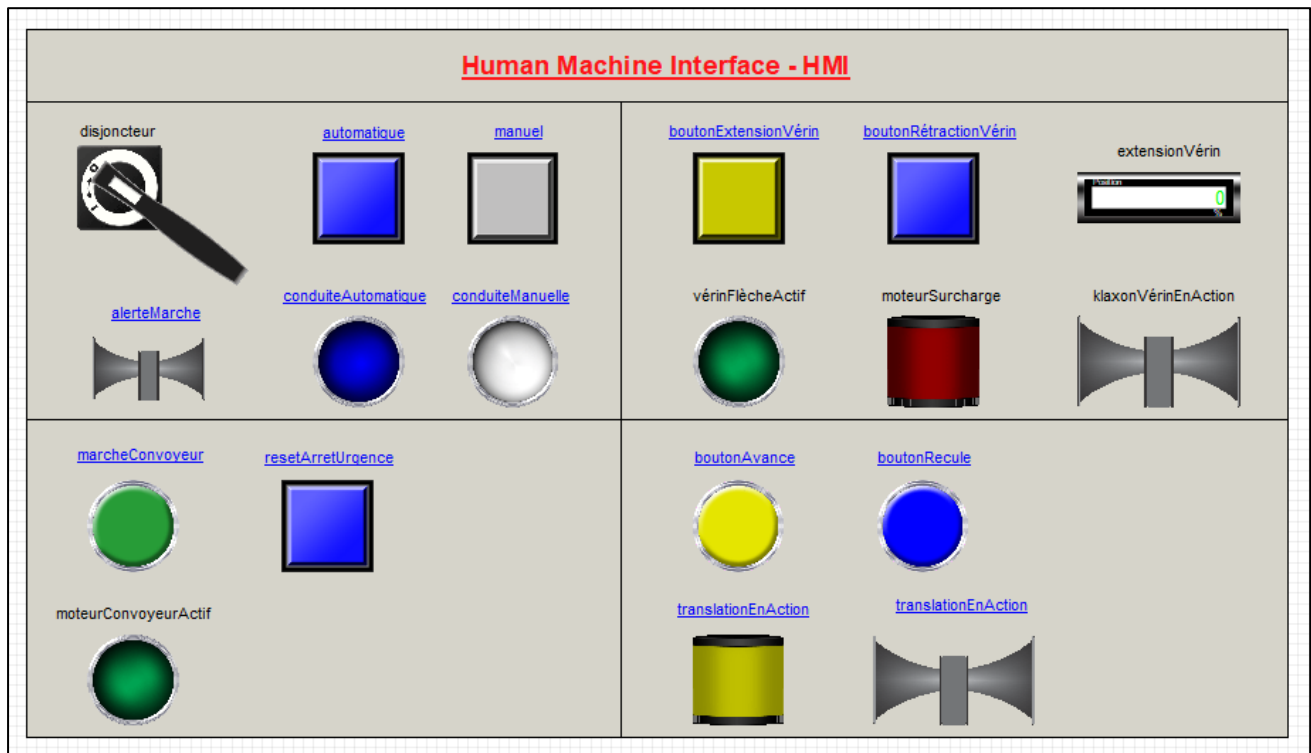 Human Machine Interface - HMI
disjoncteur
automatique
manuel
alerteMarche
conduiteAutomatique
conduiteManuelle
boutonExtensionVérin
boutonRétractionVérin
extensionVérin
Position
0
%
vérinFlècheActif
moteurSurcharge
klaxonVérinEnAction
marcheConvoyeur
resetArretUrgence
moteurConvoyeurActif
boutonAvance
boutonRecule
translationEnAction
translationEnAction